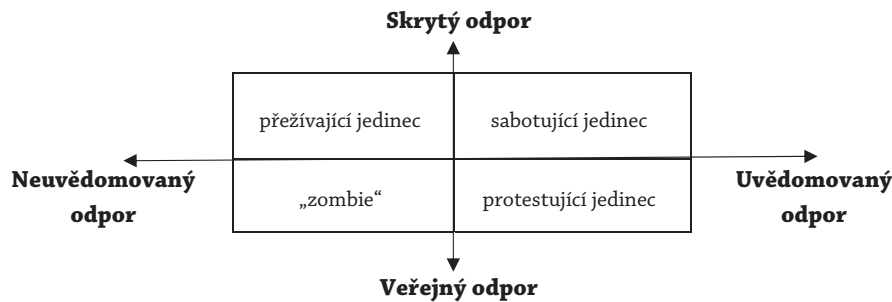 Skrytý odpor
přežívající jedinec
sabotující jedinec
Neuvědomovaný
odpor
Uvědomovaný
odpor
„zombie“
protestující jedinec
Veřejný odpor